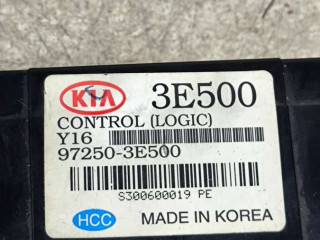 KIA 3E500
CONTROL (LOGIC)
Y16
97250-3E500
S300600019 PE
HCC MADE IN KOREA